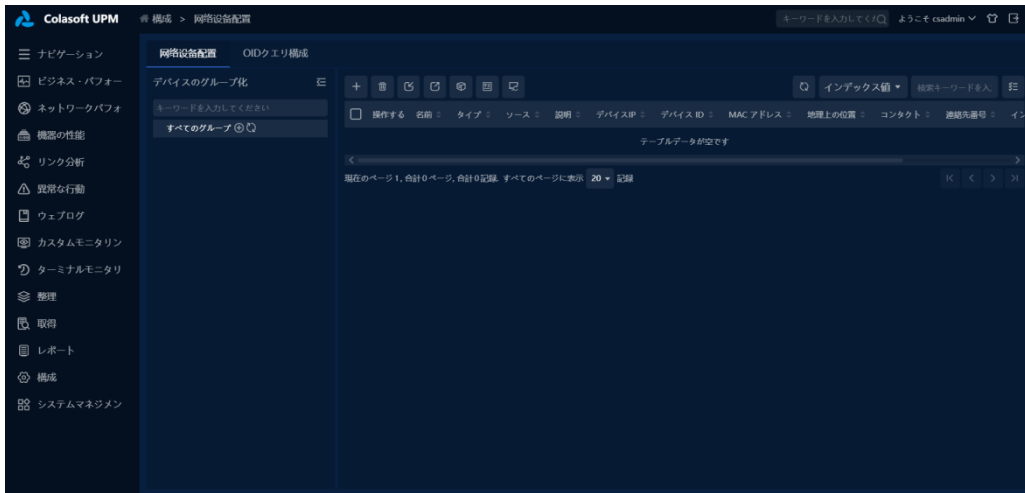 Colasoft UPM
構成 > 网络设备配置
キーワードを入力してく
ようこそ csadmin
ナビゲーション
ビジネス・パフォー
ネットワークパフォ
機器の性能
リンク分析
異常な行動
ウェブログ
カスタムモニタリン
ターミナルモニタリ
整理
取得
レポート
構成
システムマネジメン
网络设备配置 OIDクエリ構成
デバイスのグループ化
キーワードを入力してください
すべてのグループ
インデックス値
検索キーワードを入
操作する 名前 タイプ ソース 説明 デバイスIP デバイス ID MAC アドレス 地理上の位置 コンタクト 連絡先番号 イン
テーブルデータが空です
現在のページ 1, 合計0 ページ, 合計0 記録. すべてのページに表示 20 記録